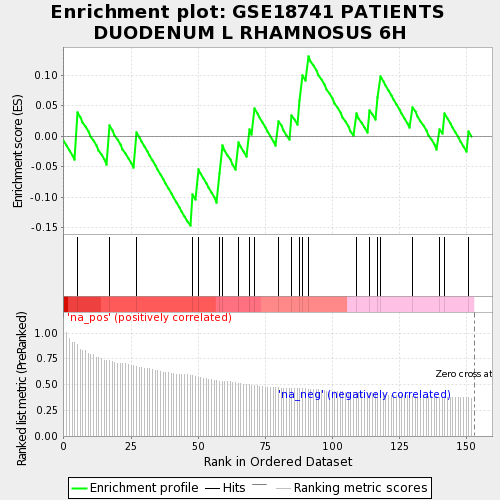 Enrichment plot: GSE18741 PATIENTS
DUODENUM L RHAMNOSUS 6H
Enrichment score (ES)
0.10
0.05
0.00
-0.05
-0.10
-0.15
'na_pos' (positively correlated)
Ranked list metric (PreRanked)
1.00
0.75
0.50
0.25
0.00
Zero cross at
'na_neg' (negatively correlated)
0 25 50 75 100 125 150
Rank in Ordered Dataset
Enrichment profile Hits Ranking metric scores